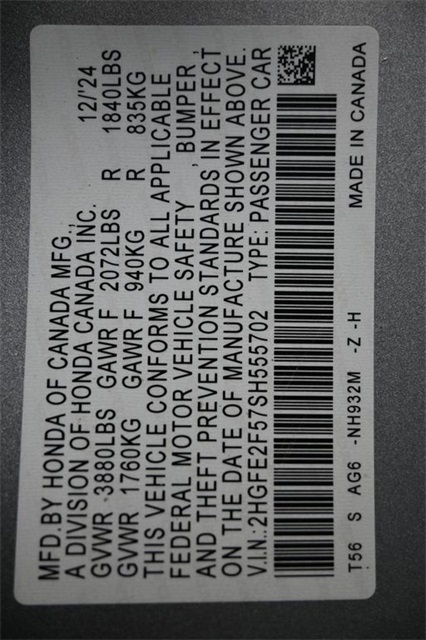 MFD.BY HONDA OF CANADA MFG.,
A DIVISION OF HONDA CANADA INC. 12/'24
GVWR 3880LBS GAWR F 2072LBS R 1840LBS
GVWR 1760KG GAWR F 940KG R 835KG
THIS VEHICLE CONFORMS TO ALL APPLICABLE
FEDERAL MOTOR VEHICLE SAFETY , BUMPER ,
AND THEFT PREVENTION STANDARDS IN EFFECT
ON THE DATE OF MANUFACTURE SHOWN ABOVE.
V.I.N.:2HGFE2F57SH555702 TYPE: PASSENGER CAR
T56 S AG6 -NH932M -Z -H MADE IN CANADA